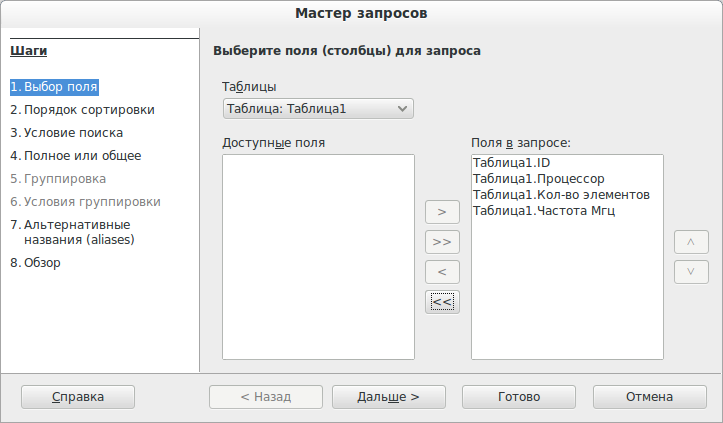 Мастер запросов
Шаги
1. Выбор поля
2. Порядок сортировки
3. Условие поиска
4. Полное или общее
5. Группировка
6. Условия группировки
7. Альтернативные
названия (aliases)
8. Обзор
Выберите поля (столбцы) для запроса
Таблицы
Таблица: Таблица1
Доступные поля
Поля в запросе:
Таблица1.ID
Таблица1.Процессор
Таблица1.Кол-во элементов
Таблица1.Частота Мгц
>
>>
<
<<
Справка
< Назад
Дальше >
Готово
Отмена